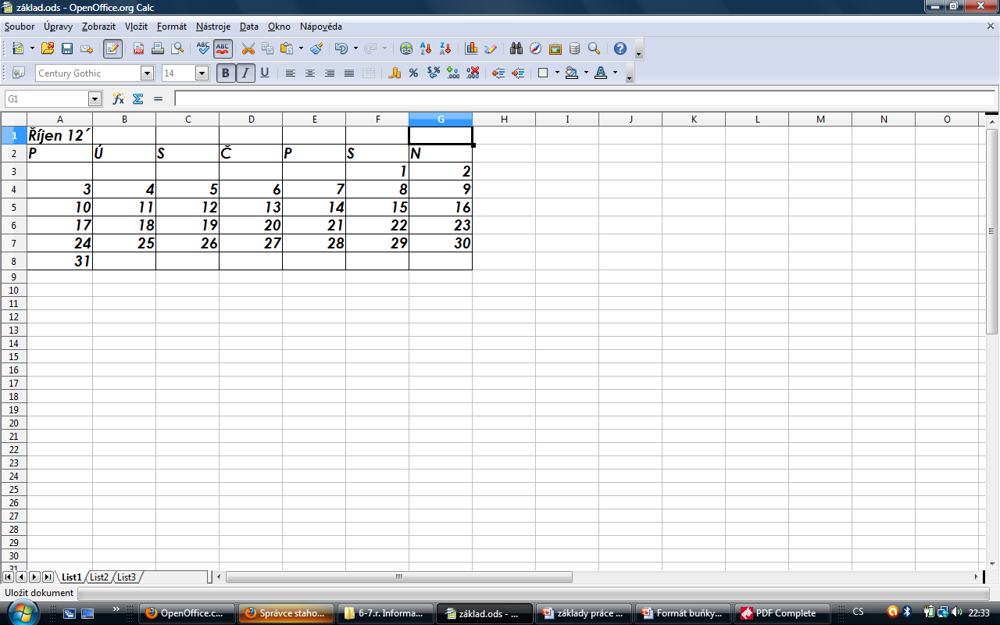 základ.ods - OpenOffice.org Calc
Soubor Úpravy Zobrazit Vložit Formát Nástroje Data Okno Nápověda
Century Gothic 14 B I U
G1
A B C D E F G H I J K L M N O
1 Říjen 12´
2 P Ú S Č P S N
3 1 2
4 3 4 5 6 7 8 9
5 10 11 12 13 14 15 16
6 17 18 19 20 21 22 23
7 24 25 26 27 28 29 30
8 31
9
10
11
12
13
14
15
16
17
18
19
20
21
22
23
24
25
26
27
28
29
30
31
List1 List2 List3
Uložit dokument
OpenOffice.c... Správce staho... 6-7.r. Informa... základ.ods - ... základy práce ... Formát buňky... PDF Complete CS 22:33